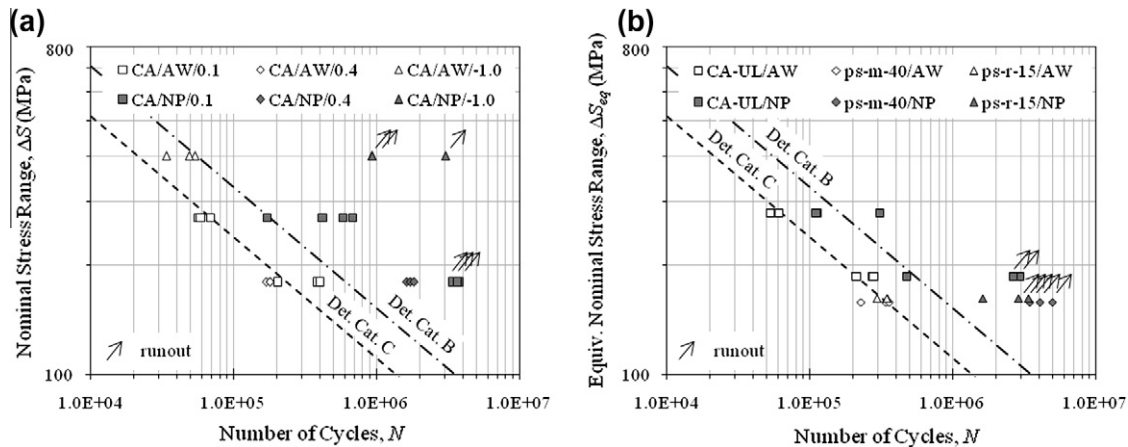 (a)
800
CA/AW/0.1 CA/AW/0.4 CA/AW/-1.0
CA/NP/0.1 CA/NP/0.4 CA/NP/-1.0
Nominal Stress Range, ΔS (MPa)
Det. Cat. B
Det. Cat. C
runout
100
1.0E+04 1.0E+05 1.0E+06 1.0E+07
Number of Cycles, N
(b)
800
CA-UL/AW ps-m-40/AW ps-r-15/AW
CA-UL/NP ps-m-40/NP ps-r-15/NP
Equiv. Nominal Stress Range, ΔSeq (MPa)
Det. Cat. B
Det. Cat. C
runout
100
1.0E+04 1.0E+05 1.0E+06 1.0E+07
Number of Cycles, N